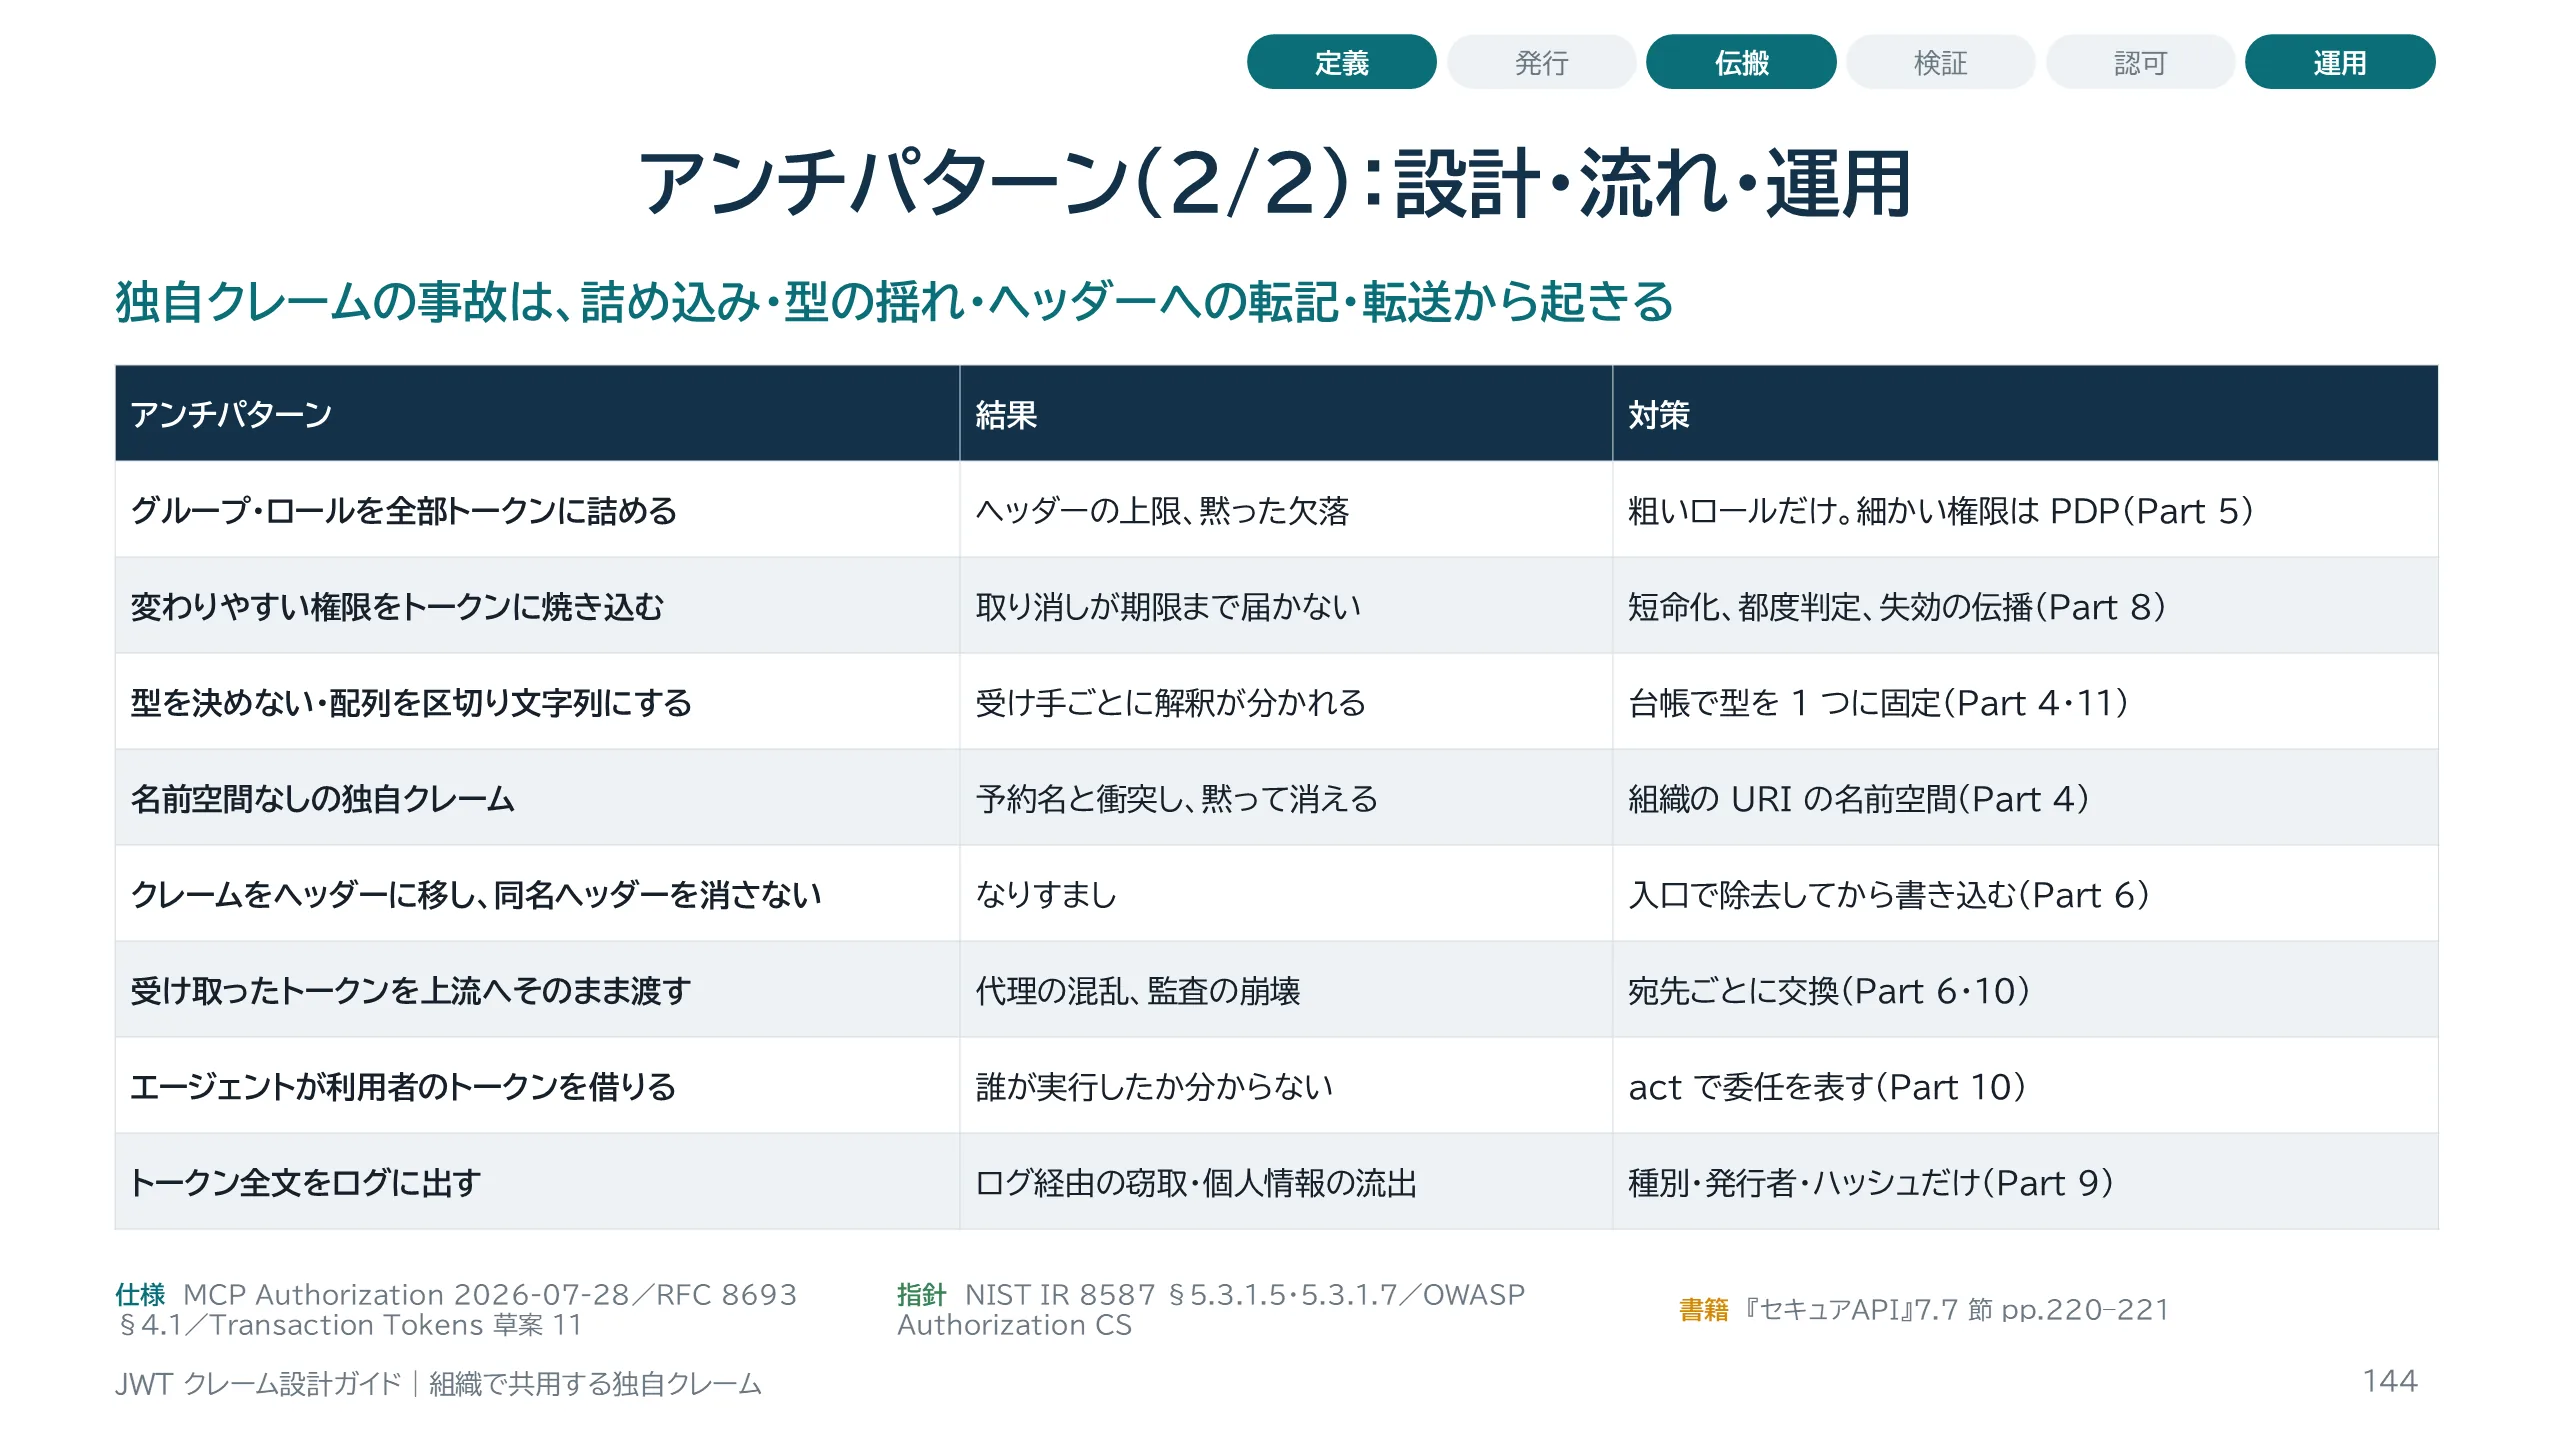 定義 発行 伝搬 検証 認可 運用
アンチパターン(2/2):設計・流れ・運用
独自クレームの事故は、詰め込み・型の揺れ・ヘッダーへの転記・転送から起きる
アンチパターン 結果 対策
グループ・ロールを全部トークンに詰める ヘッダーの上限、黙った欠落 粗いロールだけ。細かい権限は PDP(Part 5)
変わりやすい権限をトークンに焼き込む 取り消しが期限まで届かない 短命化、都度判定、失効の伝播(Part 8)
型を決めない・配列を区切り文字列にする 受け手ごとに解釈が分かれる 台帳で型を 1 つに固定(Part 4・11)
名前空間なしの独自クレーム 予約名と衝突し、黙って消える 組織の URI の名前空間(Part 4)
クレームをヘッダーに移し、同名ヘッダーを消さない なりすまし 入口で除去してから書き込む(Part 6)
受け取ったトークンを上流へそのまま渡す 代理の混乱、監査の崩壊 宛先ごとに交換(Part 6・10)
エージェントが利用者のトークンを借りる 誰が実行したか分からない act で委任を表す(Part 10)
トークン全文をログに出す ログ経由の窃取・個人情報の流出 種別・発行者・ハッシュだけ(Part 9)
仕様 MCP Authorization 2026-07-28／RFC 8693
§4.1／Transaction Tokens 草案 11
指針 NIST IR 8587 §5.3.1.5・5.3.1.7／OWASP
Authorization CS
書籍 『セキュアAPI』7.7 節 pp.220–221
JWT クレーム設計ガイド｜組織で共用する独自クレーム
144